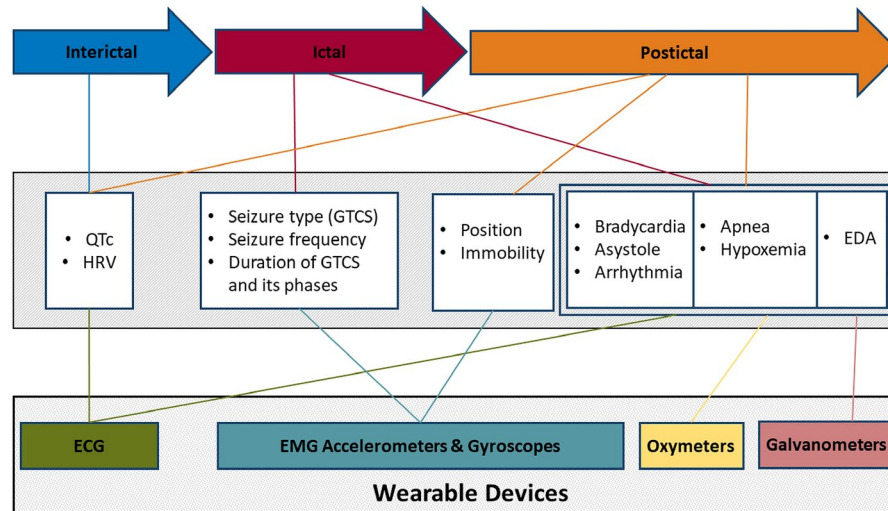 Interictal
Ictal
Postictal
QTc
HRV
Seizure type (GTCS)
Seizure frequency
Duration of GTCS
and its phases
Position
Immobility
Bradycardia
Asystole
Arrhythmia
Apnea
Hypoxemia
EDA
ECG
EMG Accelerometers & Gyroscopes
Oxymeters
Galvanometers
Wearable Devices